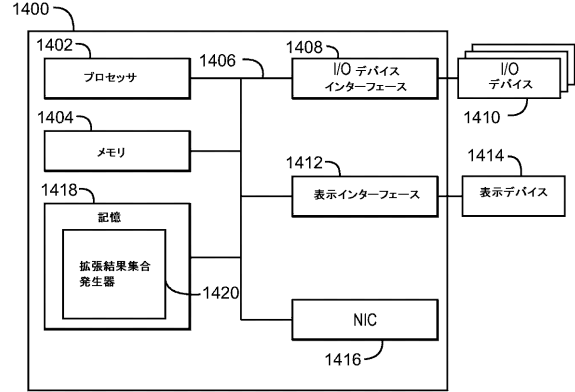 1400
1402
プロセッサ
1406
1408
I/O デバイス
インターフェース
I/O
デバイス
1410
1404
メモリ
1412
表示インターフェース
1414
表示デバイス
1418
記憶
拡張結果集合
発生器
1420
NIC
1416